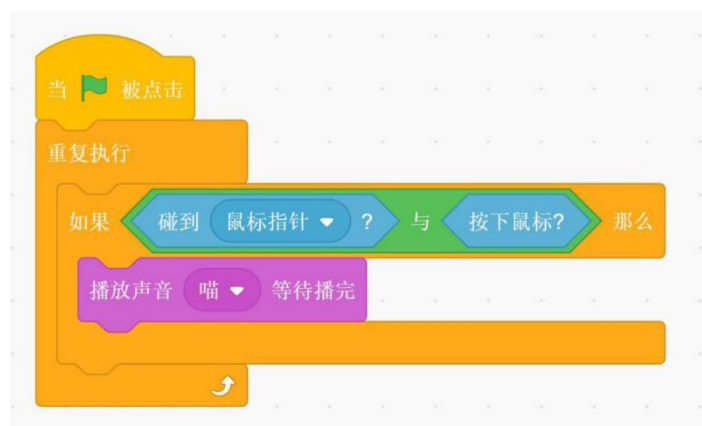 当 被点击
重复执行
如果 碰到 鼠标指针 ? 与 按下鼠标? 那么
播放声音 喵 等待播完